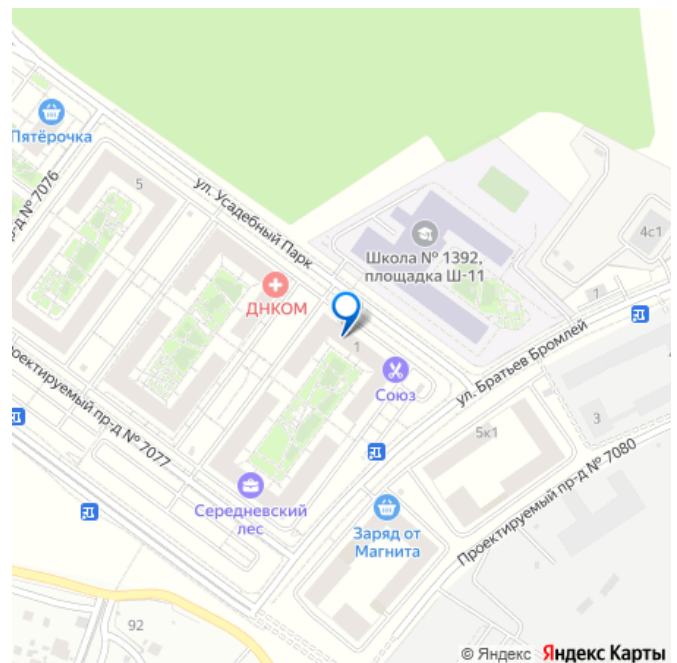 Пятёрочка
р-д № 7076
5
ул. Усадебный Парк
Школа № 1392,
площадка Ш-11
4с1
ДНКОМ
7
1
Союз
ул. Братьев Бромлей
роектируемый пр-д № 7077
5к1
3
4
Проектируемый пр-д № 7080
Середневский
лес
Заряд от
Магнита
92
© Яндекс Яндекс Карты